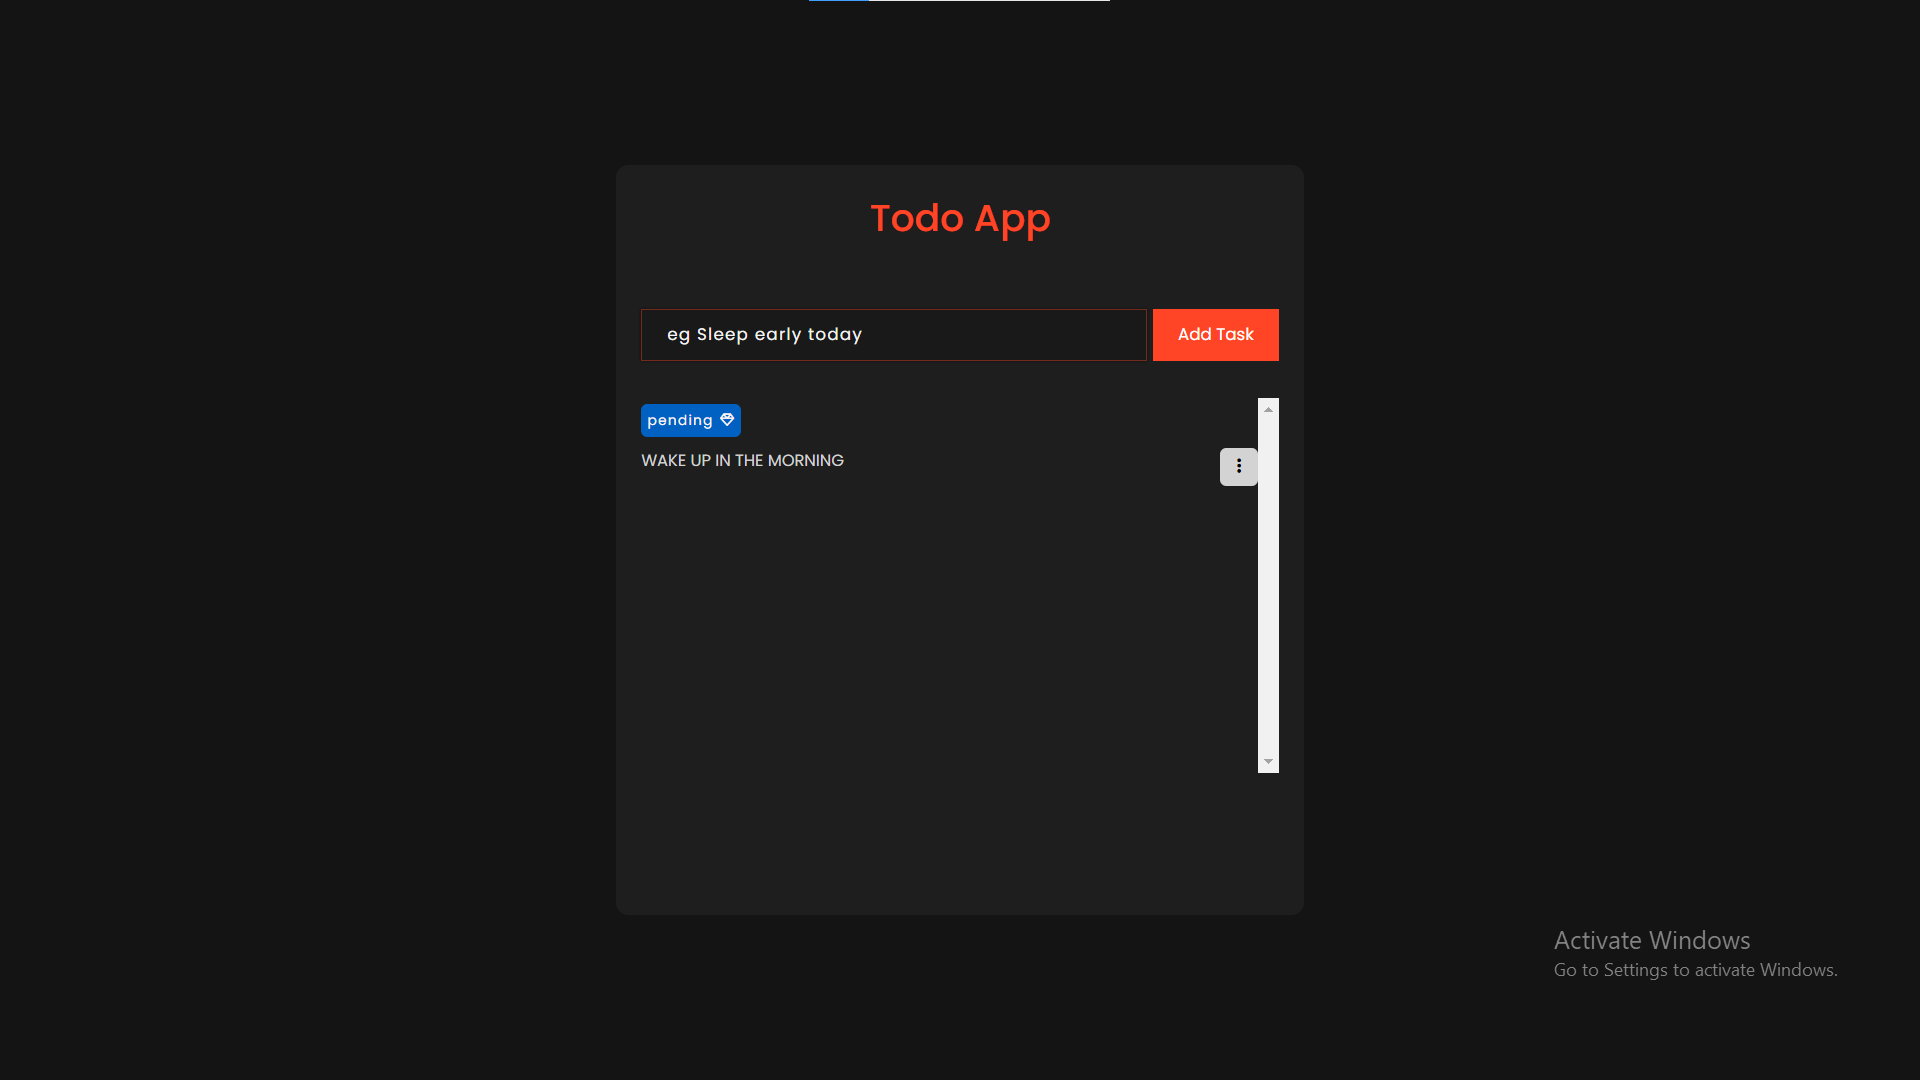 Todo App
eg Sleep early today
Add Task
pending
WAKE UP IN THE MORNING
Activate Windows
Go to Settings to activate Windows.